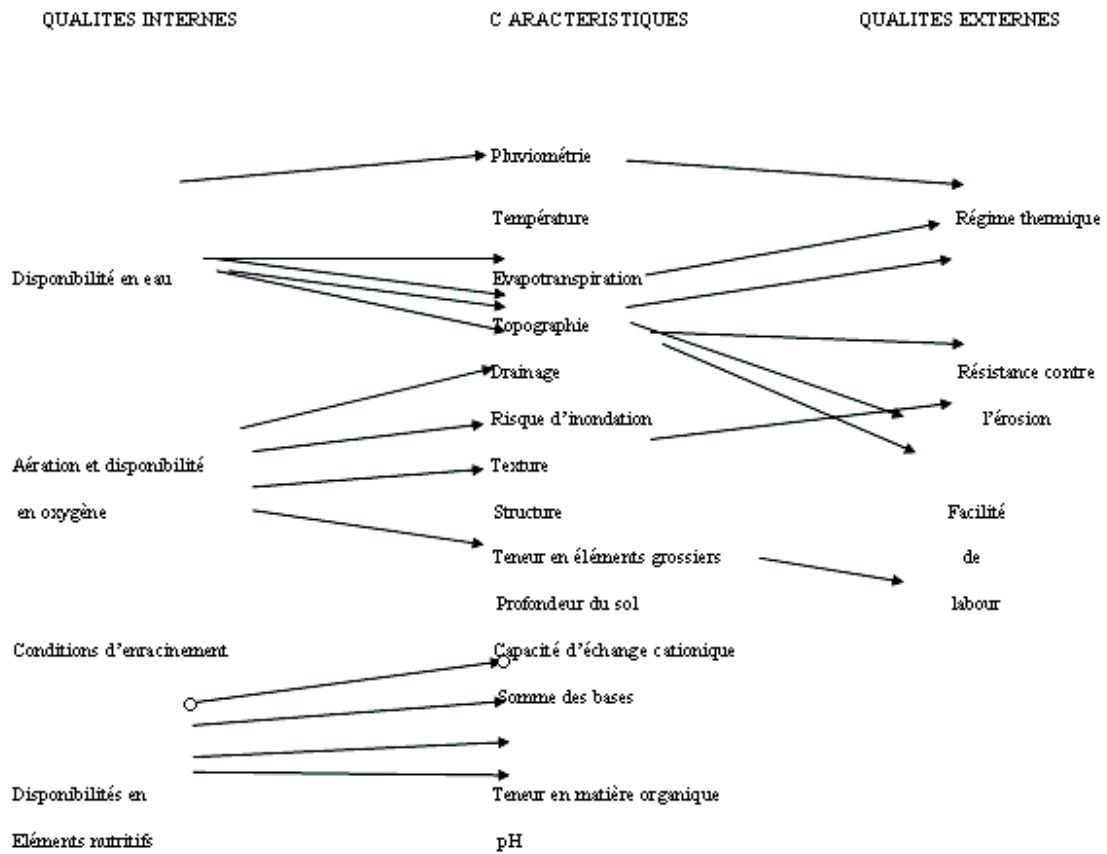 QUALITES INTERNES C ARACTERISTIQUES QUALITES EXTERNES
Pluviométrie
Température Régime thermique
Disponibilité en eau Evapotranspiration
Topographie
Drainage Résistance contre
Risque d'inondation l'érosion
Aération et disponibilité Texture
en oxygène Structure Facilité
Teneur en éléments grossiers de
Profondeur du sol labour
Conditions d'enracinement Capacité d'échange cationique
Somme des bases
Disponibilités en Teneur en matière organique
Eléments nutritifs pH